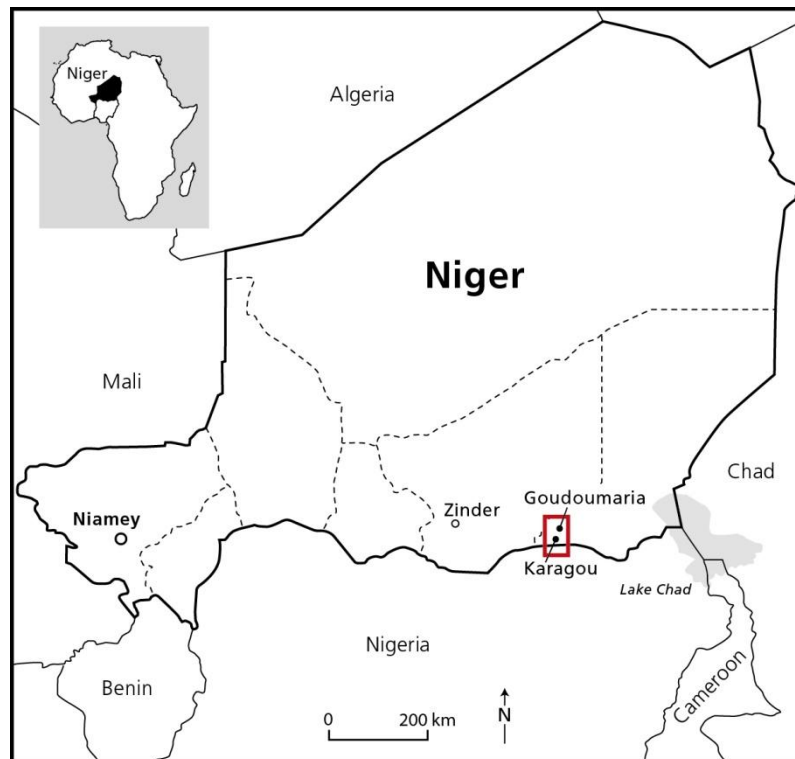 Niger
Algeria
Niger
Mali
Chad
Zinder
Goudoumaria
Niamey
Karagou
Lake Chad
Nigeria
Benin
Cameroon
0 200 km
N